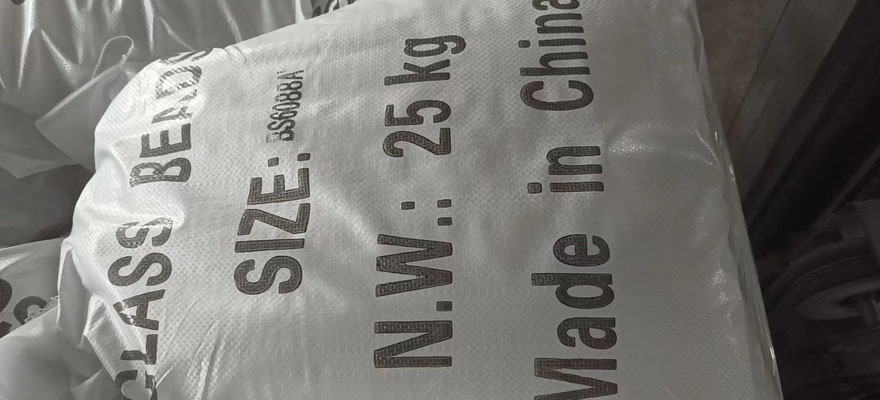 GLASS BEADS
SIZE: BS6088A
N.W.: 25 kg
Made in China